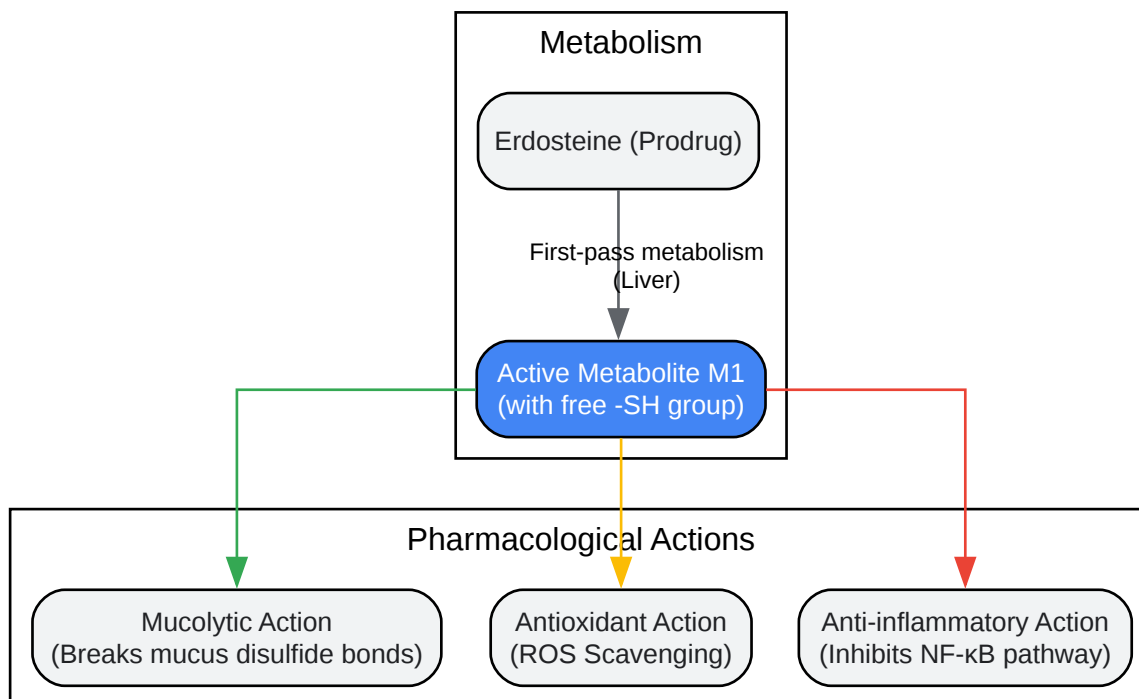 Metabolism
Erdosteine (Prodrug)
First-pass metabolism
(Liver)
Active Metabolite M1
(with free -SH group)
Pharmacological Actions
Mucolytic Action
(Breaks mucus disulfide bonds)
Antioxidant Action
(ROS Scavenging)
Anti-inflammatory Action
(Inhibits NF-κB pathway)